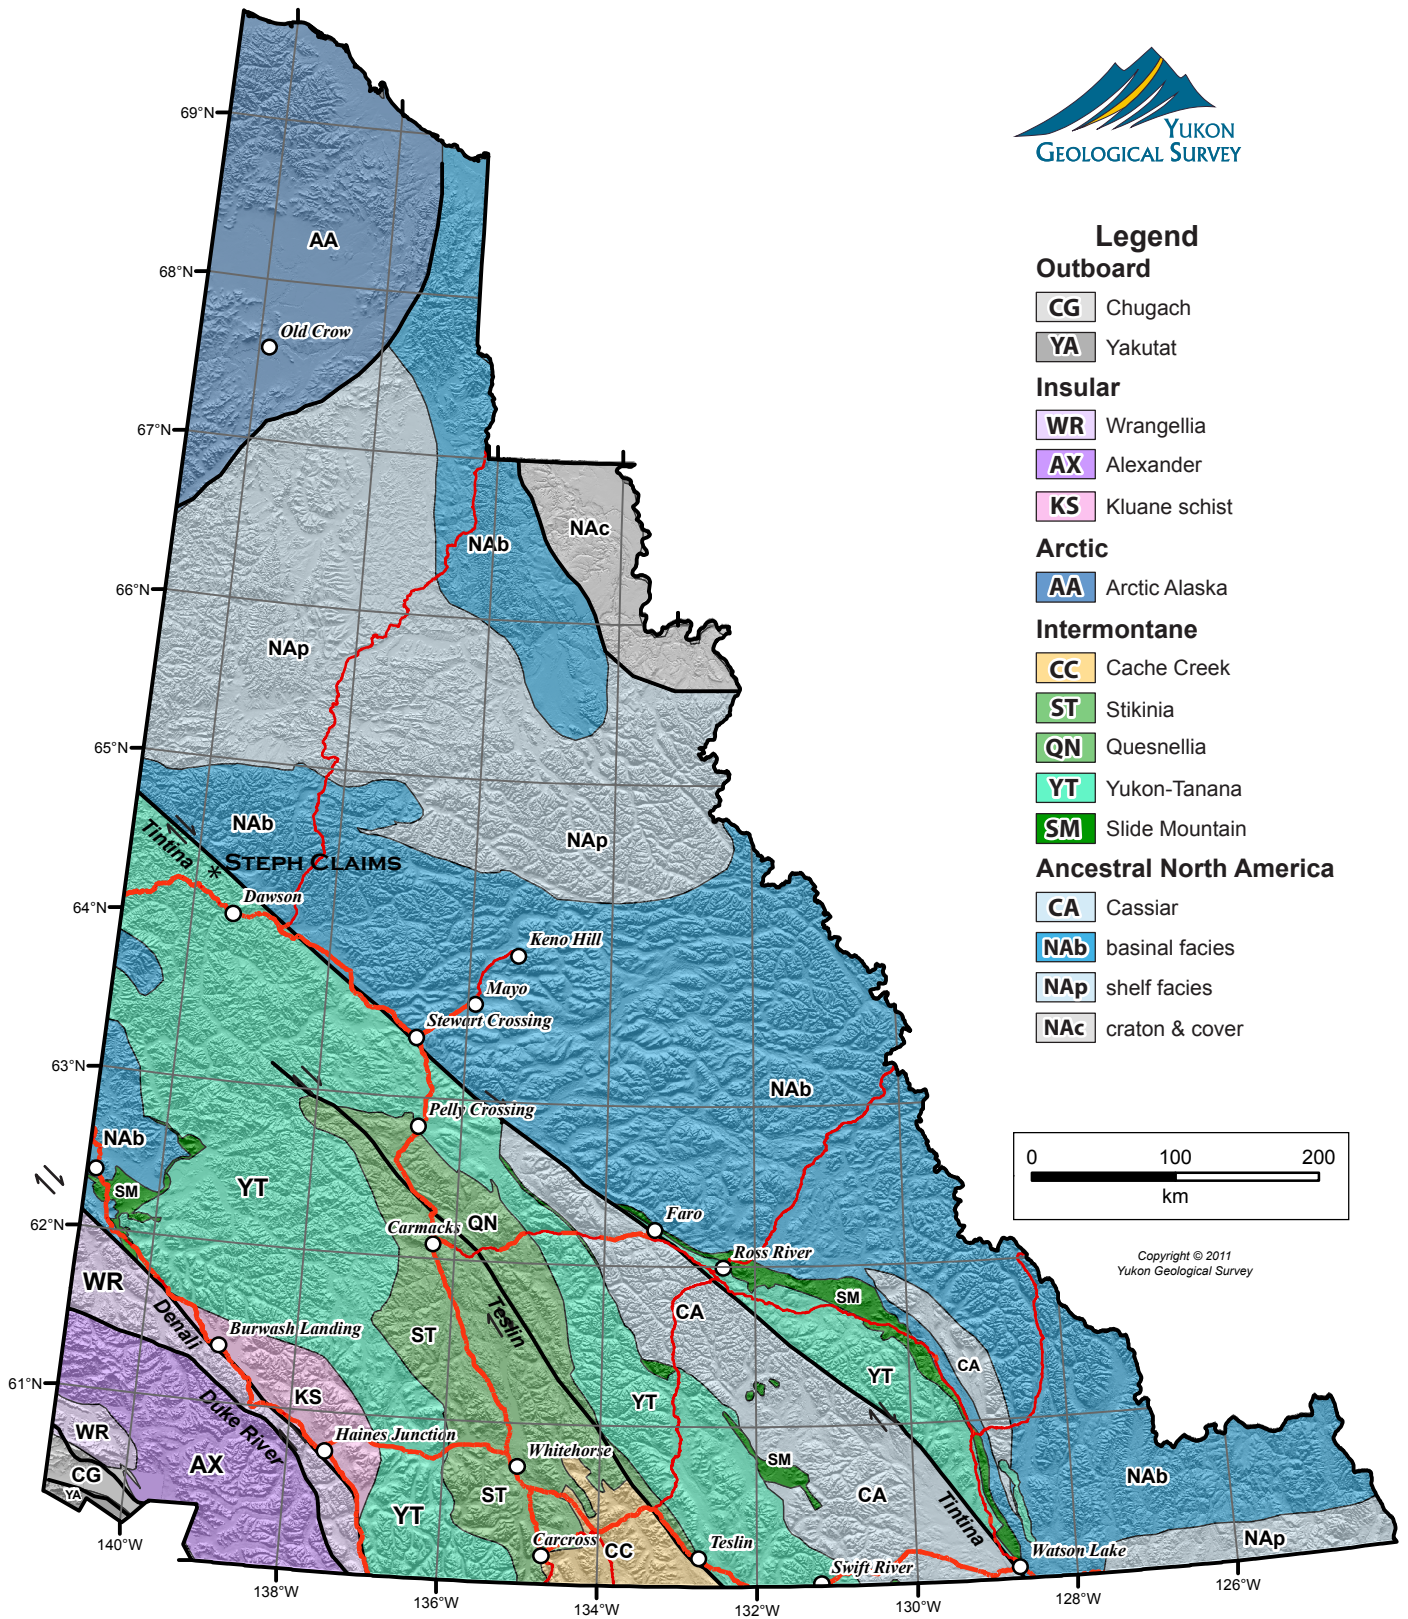 YUKON
GEOLOGICAL SURVEY
Legend
Outboard
CG Chugach
YA Yakutat
Insular
WR Wrangellia
AX Alexander
KS Kluane schist
Arctic
AA Arctic Alaska
Intermontane
CC Cache Creek
ST Stikinia
QN Quesnellia
YT Yukon-Tanana
SM Slide Mountain
Ancestral North America
CA Cassiar
NAb basinal facies
NAp shelf facies
NAc craton & cover
0 100 200
km
Copyright © 2011
Yukon Geological Survey
69°N
68°N
67°N
66°N
65°N
64°N
63°N
62°N
61°N
140°W
138°W
136°W
134°W
132°W
130°W
128°W
126°W
AA
Old Crow
NAc
NAb
NAp
NAb
NAp
Tintina
* STEPH CLAIMS
Dawson
Keno Hill
Mayo
Stewart Crossing
NAb
Pelly Crossing
NAb
SM
YT
Carmacks
QN
Faro
Ross River
WR
Denali
Burwash Landing
ST
Teslin
CA
SM
CA
YT
KS
YT
Duke River
WR
Haines Junction
AX
CG
YA
Whitehorse
SM
ST
YT
CA
Tintina
NAb
Carcross
CC
Teslin
Swift River
Watson Lake
NAp